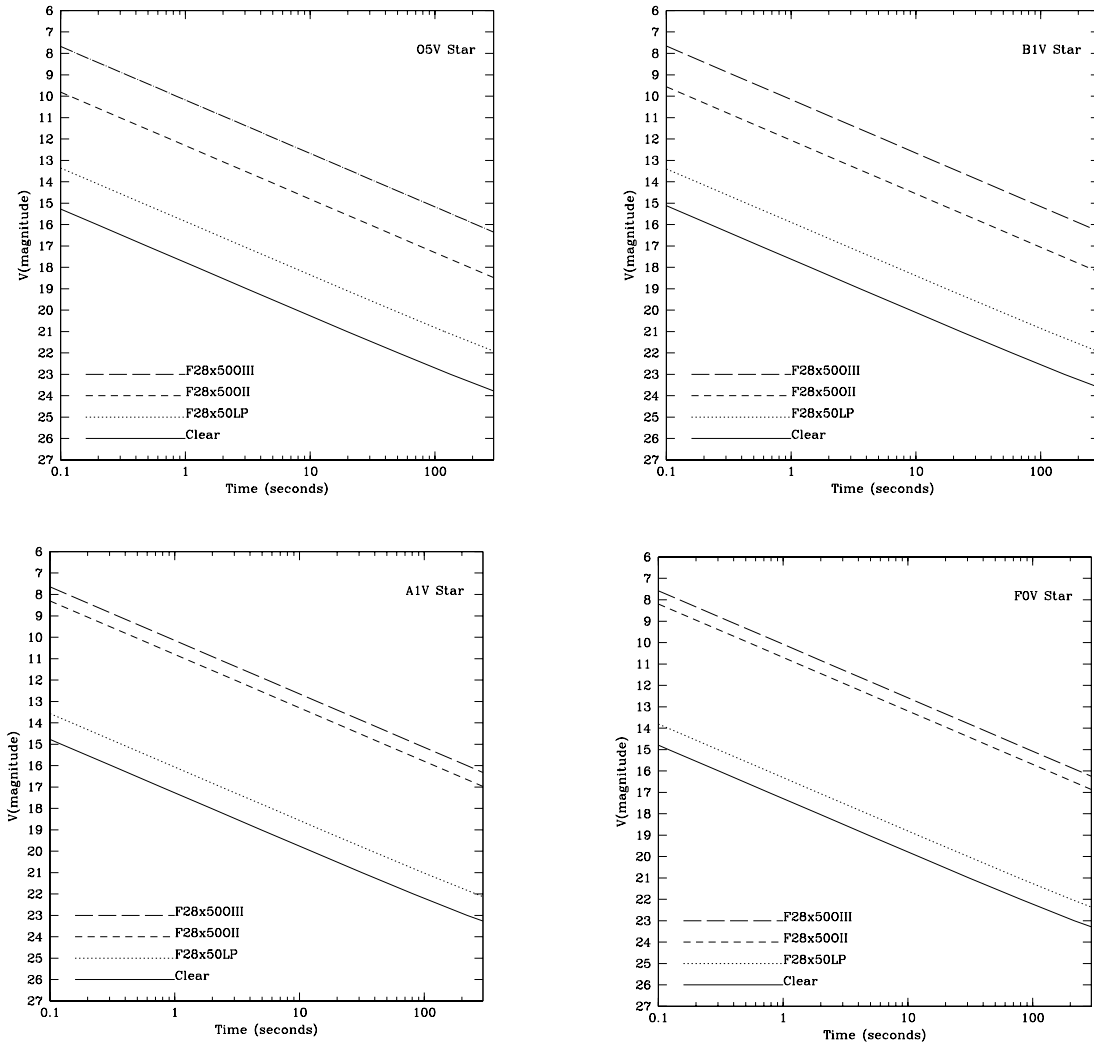 O5V Star
6
7
8
9
10
11
12
13
14
15
16
17
18
19
20
21
22
23
24
25
26
27
V(magnitude)
F28x50OIII
F28x50OII
F28x50LP
Clear
0.1 1 10 100
Time (seconds)
B1V Star
6
7
8
9
10
11
12
13
14
15
16
17
18
19
20
21
22
23
24
25
26
27
V(magnitude)
F28x50OIII
F28x50OII
F28x50LP
Clear
0.1 1 10 100
Time (seconds)
A1V Star
6
7
8
9
10
11
12
13
14
15
16
17
18
19
20
21
22
23
24
25
26
27
V(magnitude)
F28x50OIII
F28x50OII
F28x50LP
Clear
0.1 1 10 100
Time (seconds)
F0V Star
6
7
8
9
10
11
12
13
14
15
16
17
18
19
20
21
22
23
24
25
26
27
V(magnitude)
F28x50OIII
F28x50OII
F28x50LP
Clear
0.1 1 10 100
Time (seconds)